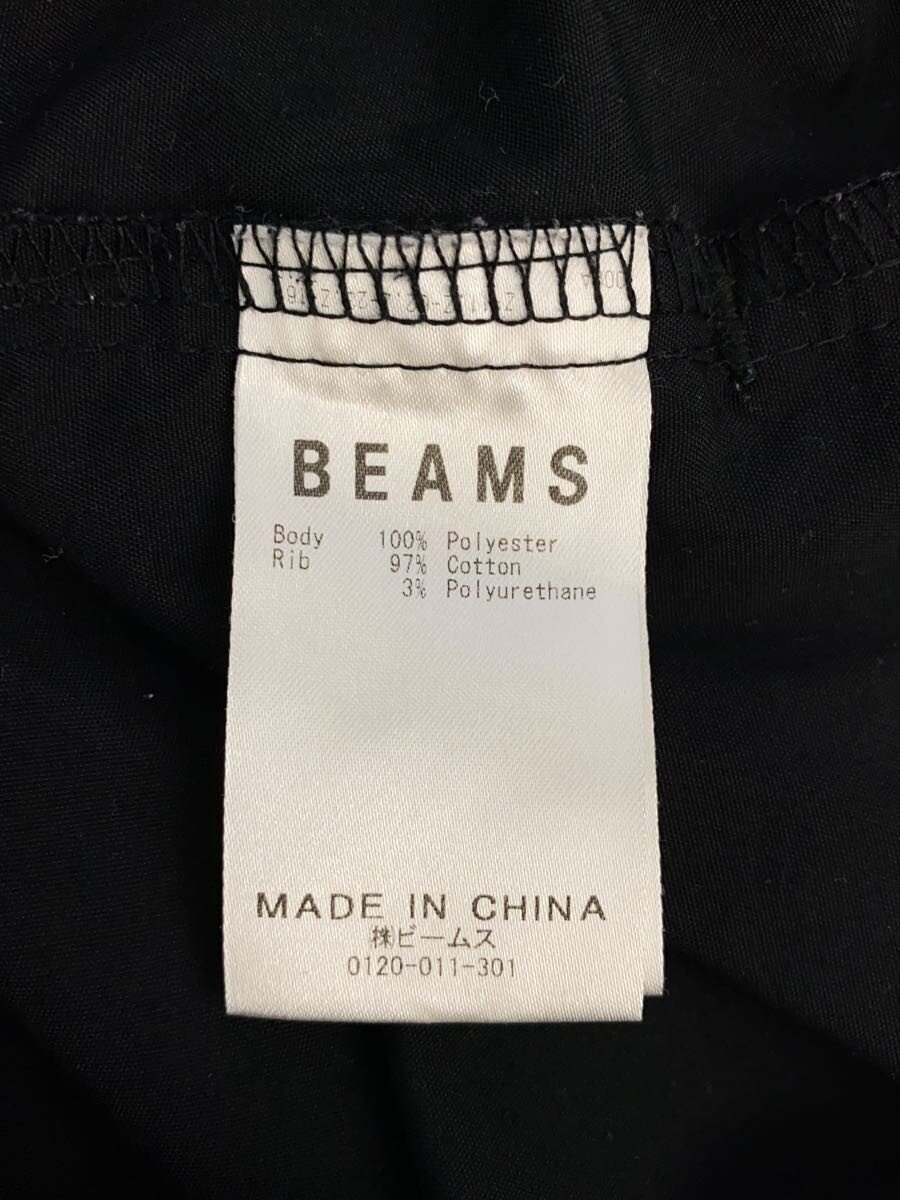 BEAMS
Body 100% Polyester
Rib 97% Cotton
3% Polyurethane
MADE IN CHINA
㈱ビームス
0120-011-301